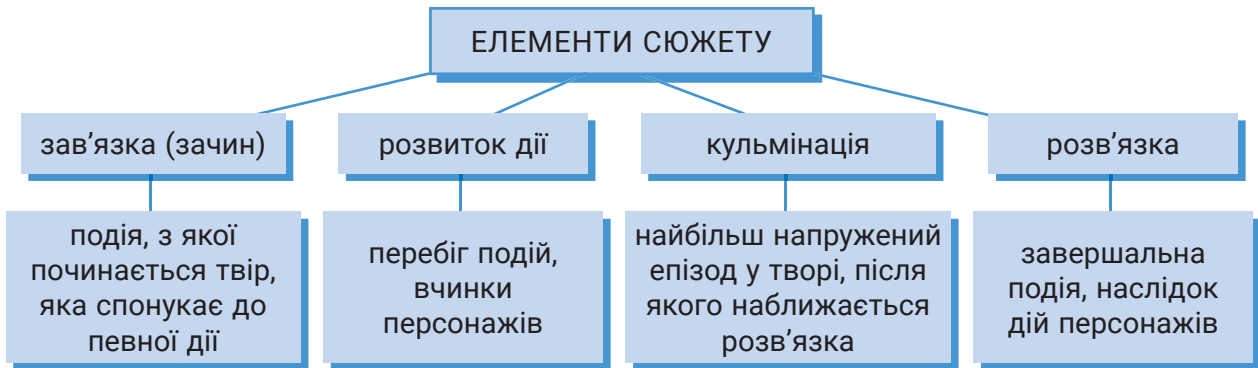 ЕЛЕМЕНТИ СЮЖЕТУ
зав'язка (зачин)
розвиток дії
кульмінація
розв’язка
подія, з якої
починається твір,
яка спонукає до
певної дії
перебіг подій,
вчинки
персонажів
найбільш напружений
епізод у творі, після
якого наближається
розв’язка
завершальна
подія, наслідок
дій персонажів